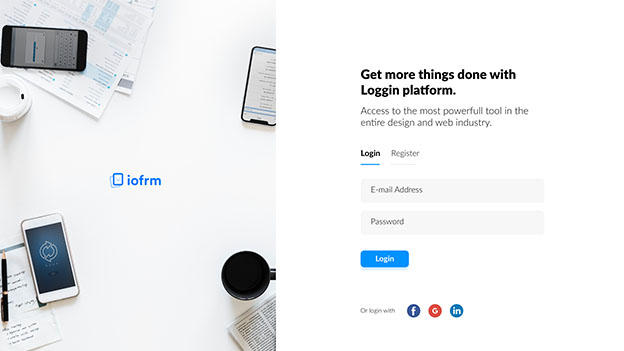 iofrm
Get more things done with
Loggin platform.
Access to the most powerfull tool in the
entire design and web industry.
Login Register
E-mail Address
Password
Login
Or login with